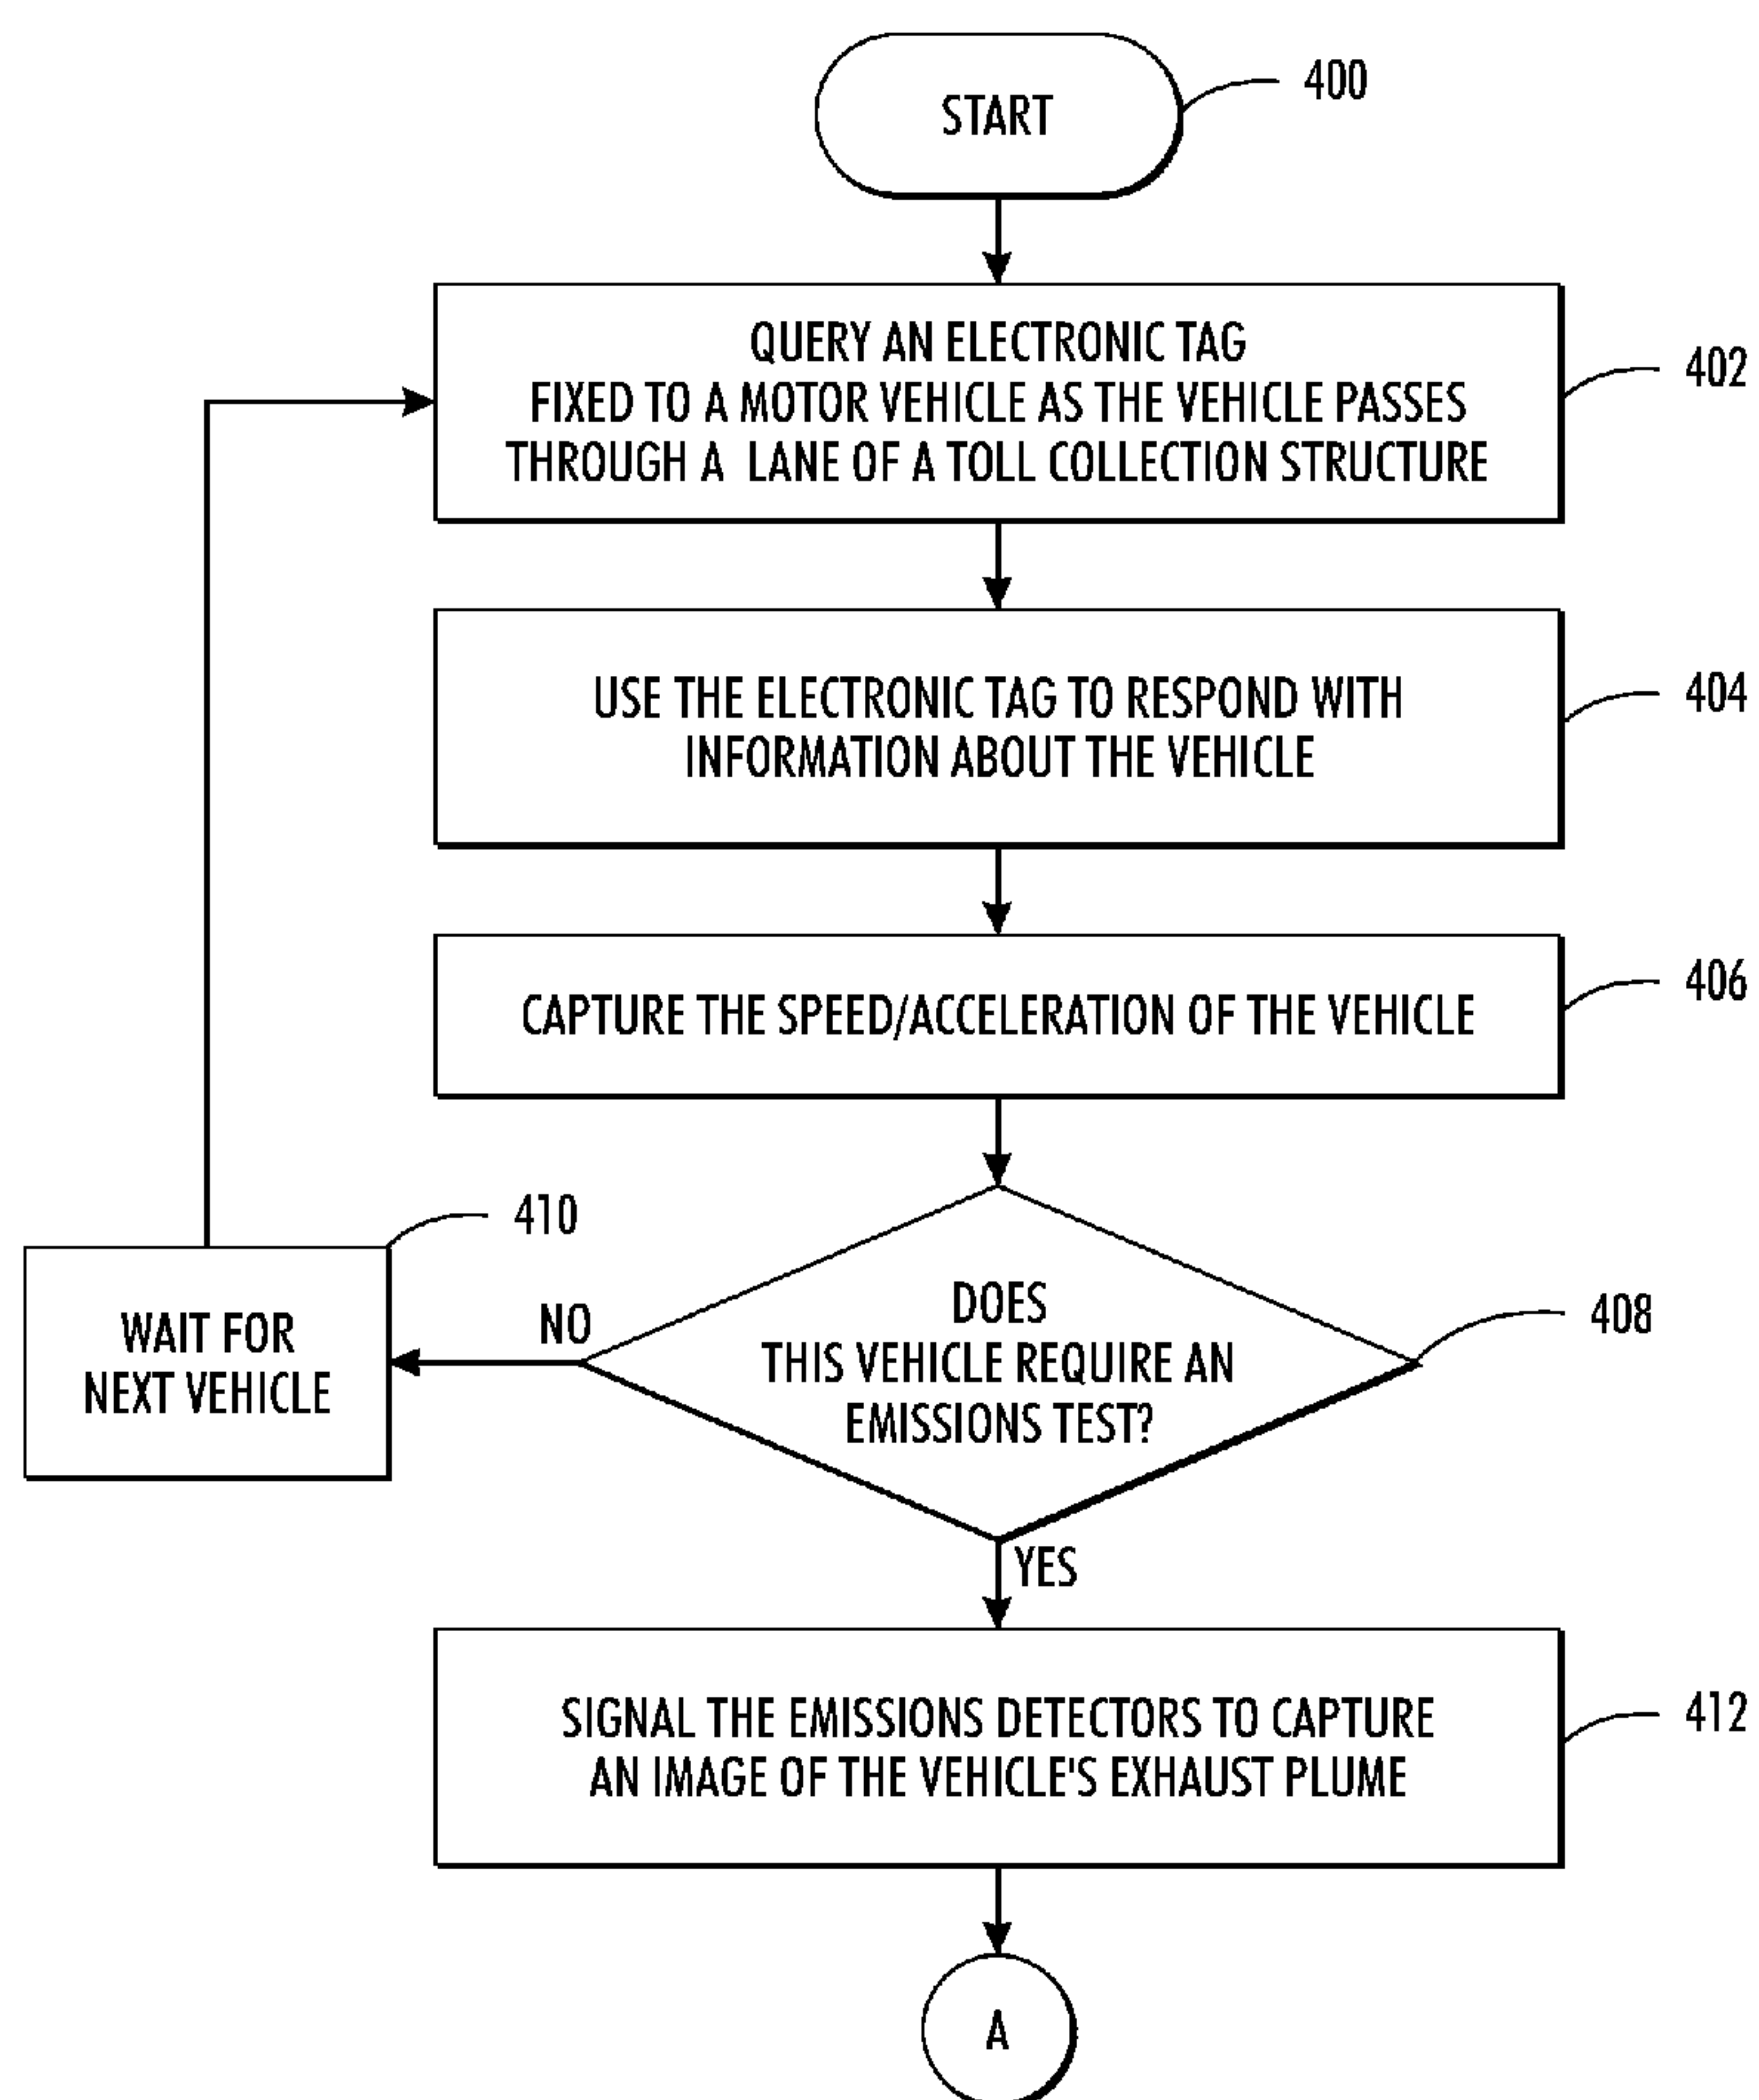 START
400
QUERY AN ELECTRONIC TAG
FIXED TO A MOTOR VEHICLE AS THE VEHICLE PASSES
THROUGH A LANE OF A TOLL COLLECTION STRUCTURE
402
USE THE ELECTRONIC TAG TO RESPOND WITH
INFORMATION ABOUT THE VEHICLE
404
CAPTURE THE SPEED/ACCELERATION OF THE VEHICLE
406
410
WAIT FOR
NEXT VEHICLE
NO
DOES
THIS VEHICLE REQUIRE AN
EMISSIONS TEST?
408
YES
SIGNAL THE EMISSIONS DETECTORS TO CAPTURE
AN IMAGE OF THE VEHICLE'S EXHAUST PLUME
412
A